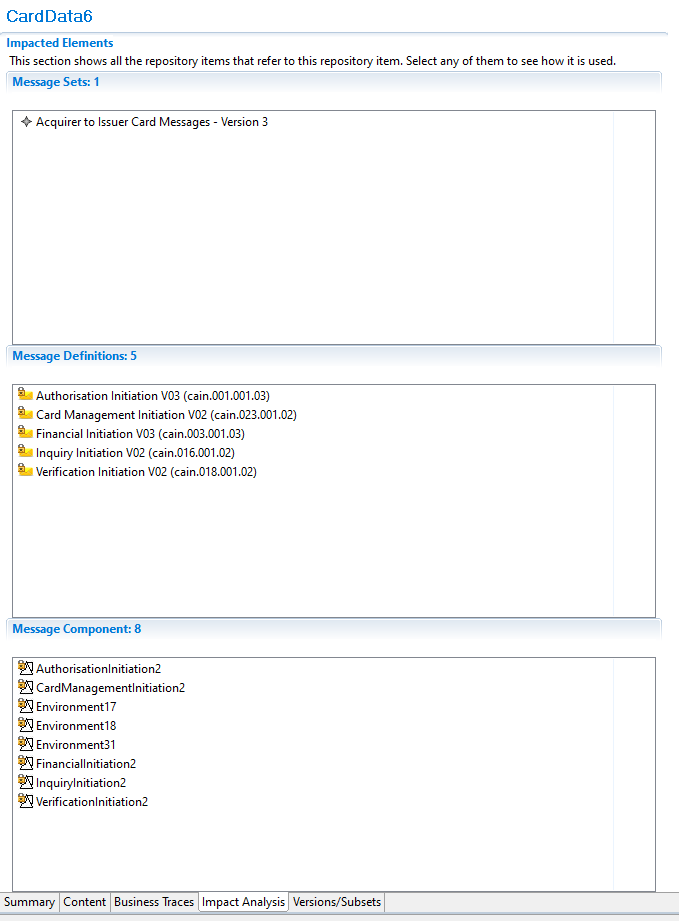 CardData6
Impacted Elements
This section shows all the repository items that refer to this repository item. Select any of them to see how it is used.
Message Sets: 1
Acquirer to Issuer Card Messages - Version 3
Message Definitions: 5
Authorisation Initiation V03 (cain.001.001.03)
Card Management Initiation V02 (cain.023.001.02)
Financial Initiation V03 (cain.003.001.03)
Inquiry Initiation V02 (cain.016.001.02)
Verification Initiation V02 (cain.018.001.02)
Message Component: 8
AuthorisationInitiation2
CardManagementInitiation2
Environment17
Environment18
Environment31
FinancialInitiation2
InquiryInitiation2
VerificationInitiation2
Summary Content Business Traces Impact Analysis Versions/Subsets